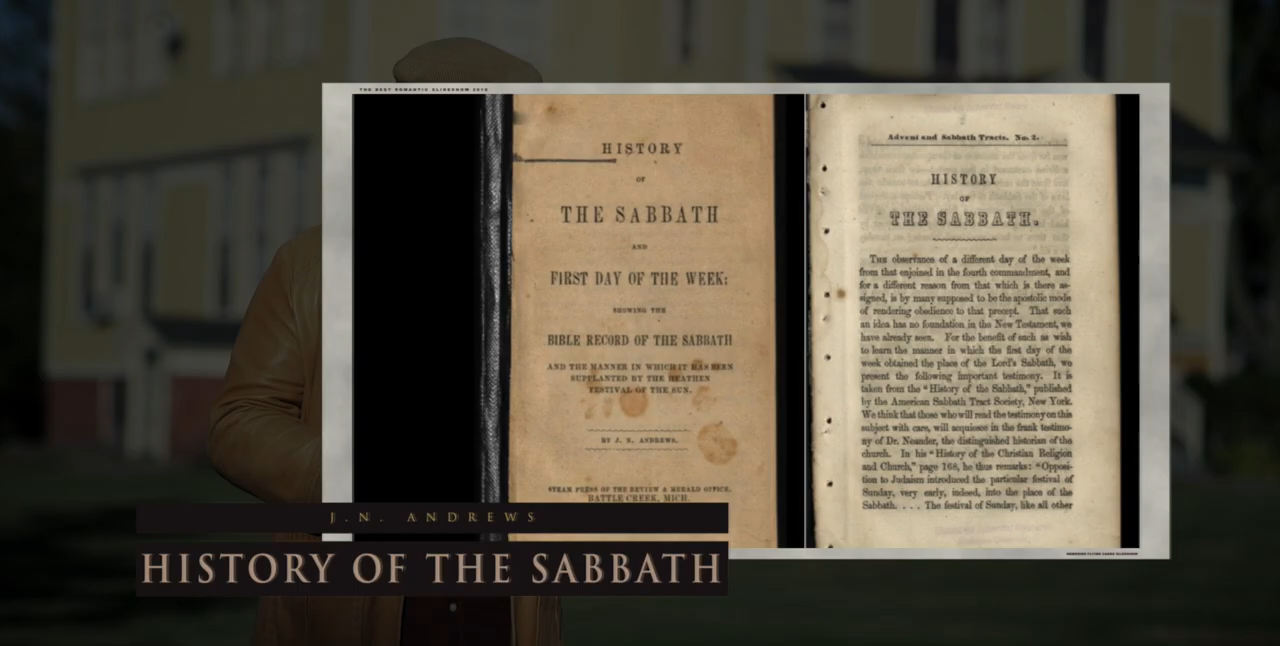 THE BEST ROMANTIC SLIDESHOW 2016
HISTORY
OF
THE SABBATH
AND
FIRST DAY OF THE WEEK:
SHOWING THE
BIBLE RECORD OF THE SABBATH
AND THE MANNER IN WHICH IT HAS BEEN
SUPPLANTED BY THE HEATHEN
FESTIVAL OF THE SUN.
BY J. N. ANDREWS.
STEAM PRESS OF THE REVIEW & HERALD OFFICE.
BATTLE CREEK, MICH.
Advent and Sabbath Tracts. No. 2.
HISTORY
OF
THE SABBATH.
THE observance of a different day of the week
from that enjoined in the fourth commandment, and
for a different reason from that which is there as-
signed, is by many supposed to be the apostolic mode
of rendering obedience to that precept. That such
an idea has no foundation in the New Testament, we
have already seen. For the benefit of such as wish
to learn the manner in which the first day of the
week obtained the place of the Lord's Sabbath, we
present the following important testimony. It is
taken from the "History of the Sabbath," published
by the American Sabbath Tract Society, New York.
We think that those who will read the testimony on this
subject with care, will acquiesce in the frank testimo-
ny of Dr. Neander, the distinguished historian of the
church. In his "History of the Christian Religion
and Church," page 168, he thus remarks: "Opposi-
tion to Judaism introduced the particular festival of
Sunday, very early, indeed, into the place of the
Sabbath. . . . The festival of Sunday, like all other
J.N. ANDREWS
HISTORY OF THE SABBATH